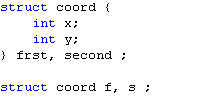 struct coord {
    int x;
    int y;
} frst, second ;
struct coord f, s ;